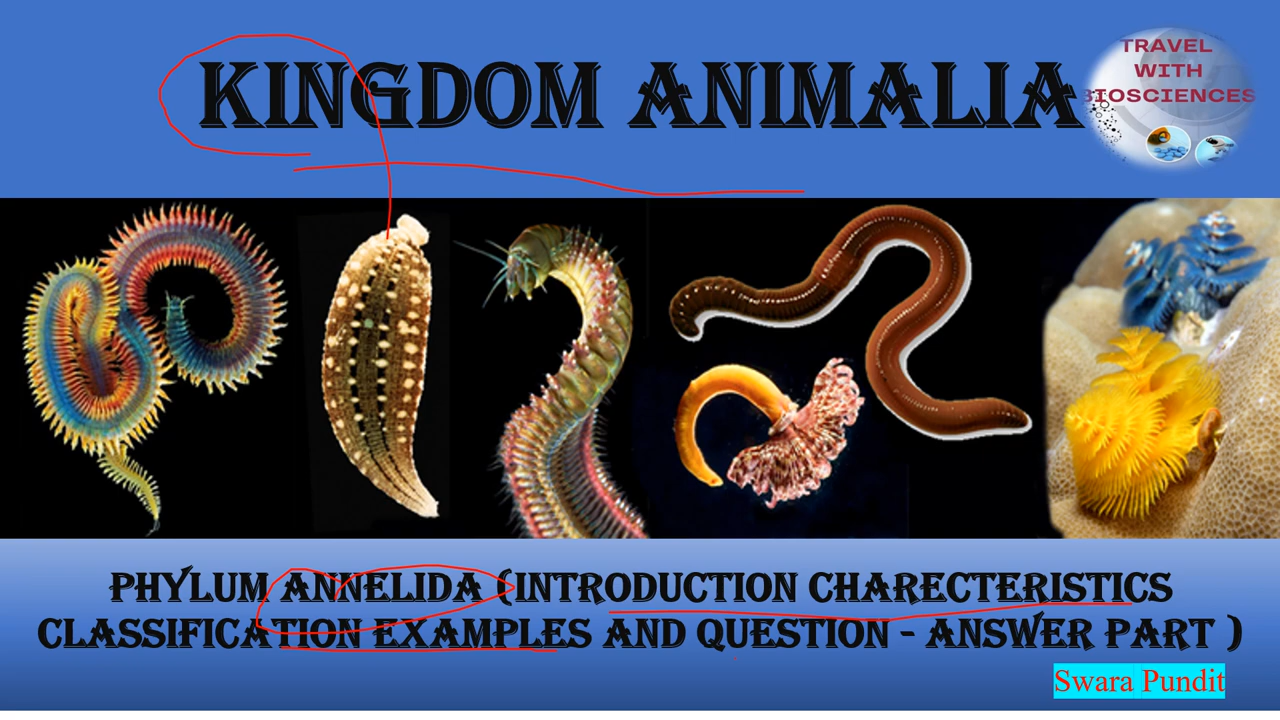 KINGDOM ANIMALIA
TRAVEL
WITH
BIOSCIENCES
PHYLUM ANNELIDA (INTRODUCTION CHARECTERISTICS
CLASSIFICATION EXAMPLES AND QUESTION - ANSWER PART )
Swara Pundit